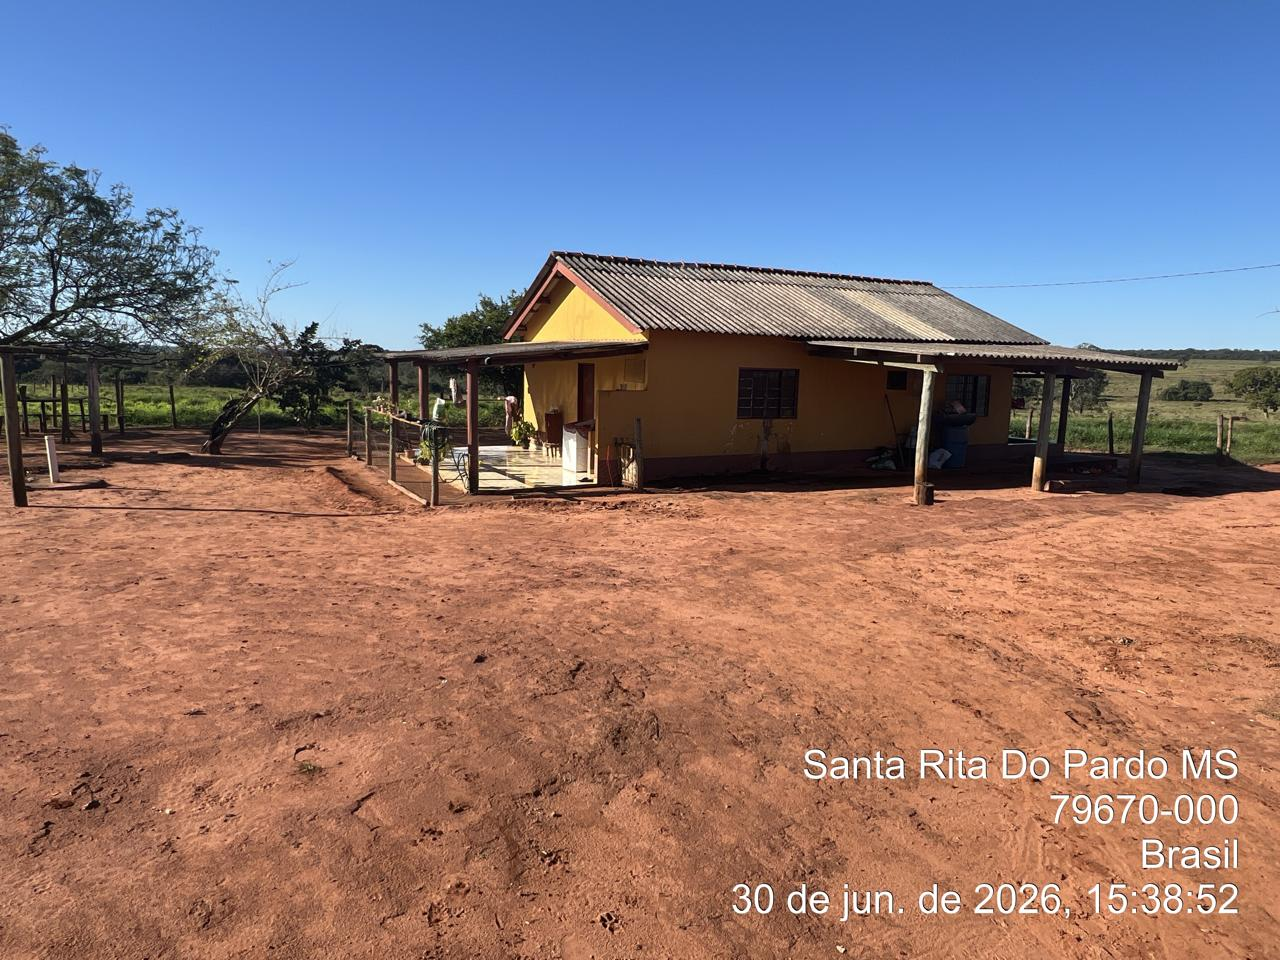 Santa Rita Do Pardo MS
79670-000
Brasil
30 de jun. de 2026, 15:38:52